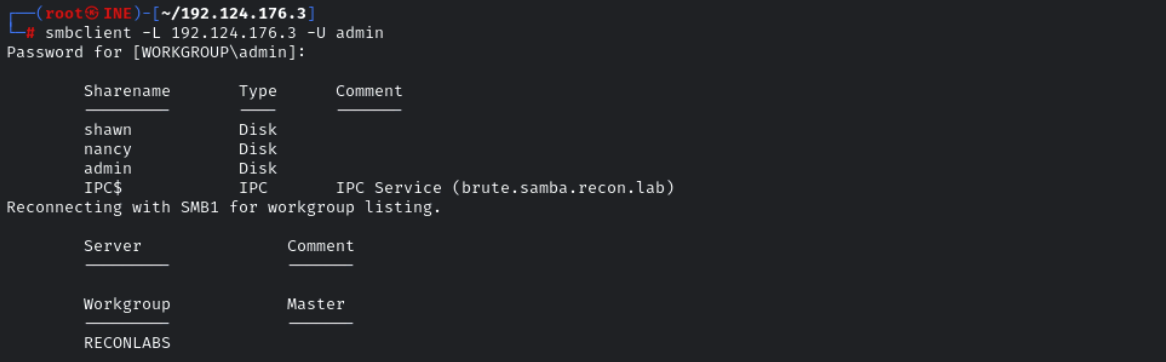 ┌──(root㉿INE)-[~/192.124.176.3]
└─# smbclient -L 192.124.176.3 -U admin
Password for [WORKGROUP\admin]:

        Sharename       Type      Comment
        ---------       ----      -------
        shawn           Disk
        nancy           Disk
        admin           Disk
        IPC$            IPC       IPC Service (brute.samba.recon.lab)
Reconnecting with SMB1 for workgroup listing.

        Server               Comment
        ---------            -------

        Workgroup            Master
        ---------            -------
        RECONLABS